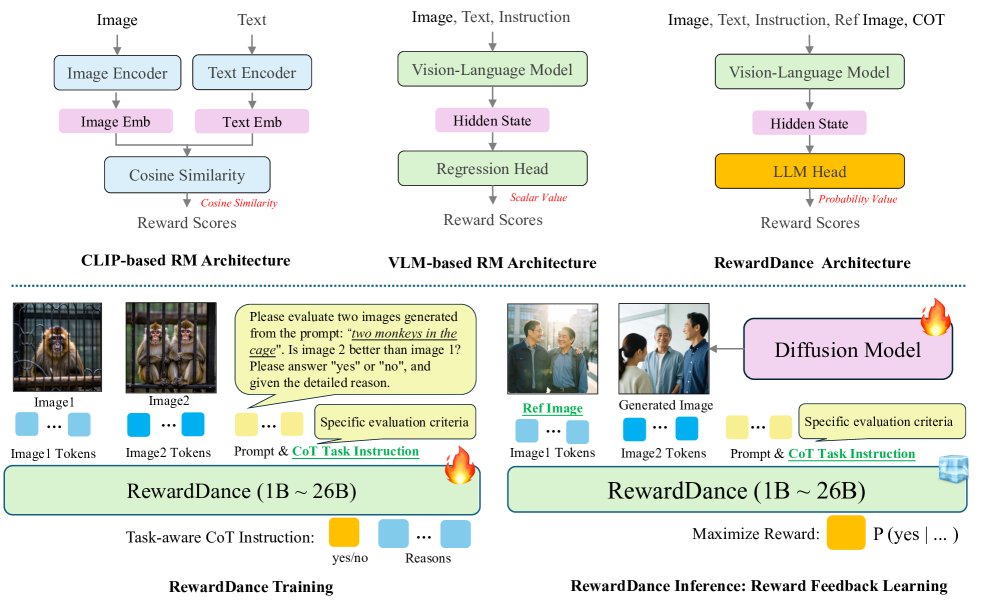 Image
Text
Image Encoder
Text Encoder
Image Emb
Text Emb
Cosine Similarity
Cosine Similarity
Reward Scores
CLIP-based RM Architecture
Image, Text, Instruction
Vision-Language Model
Hidden State
Regression Head
Scalar Value
Reward Scores
VLM-based RM Architecture
Image, Text, Instruction, Ref Image, COT
Vision-Language Model
Hidden State
LLM Head
Probability Value
Reward Scores
RewardDance Architecture
Please evaluate two images generated
from the prompt: “two monkeys in the
cage". Is image 2 better than image 1?
Please answer "yes" or "no", and
given the detailed reason.
Image1
Image2
...
...
...
Specific evaluation criteria
Image1 Tokens
Image2 Tokens
Prompt & CoT Task Instruction
RewardDance (1B ~ 26B)
Task-aware CoT Instruction:
...
yes/no
Reasons
RewardDance Training
Diffusion Model
Ref Image
Generated Image
...
...
...
Specific evaluation criteria
Image1 Tokens
Image2 Tokens
Prompt & CoT Task Instruction
RewardDance (1B ~ 26B)
Maximize Reward:
P (yes | ... )
RewardDance Inference: Reward Feedback Learning